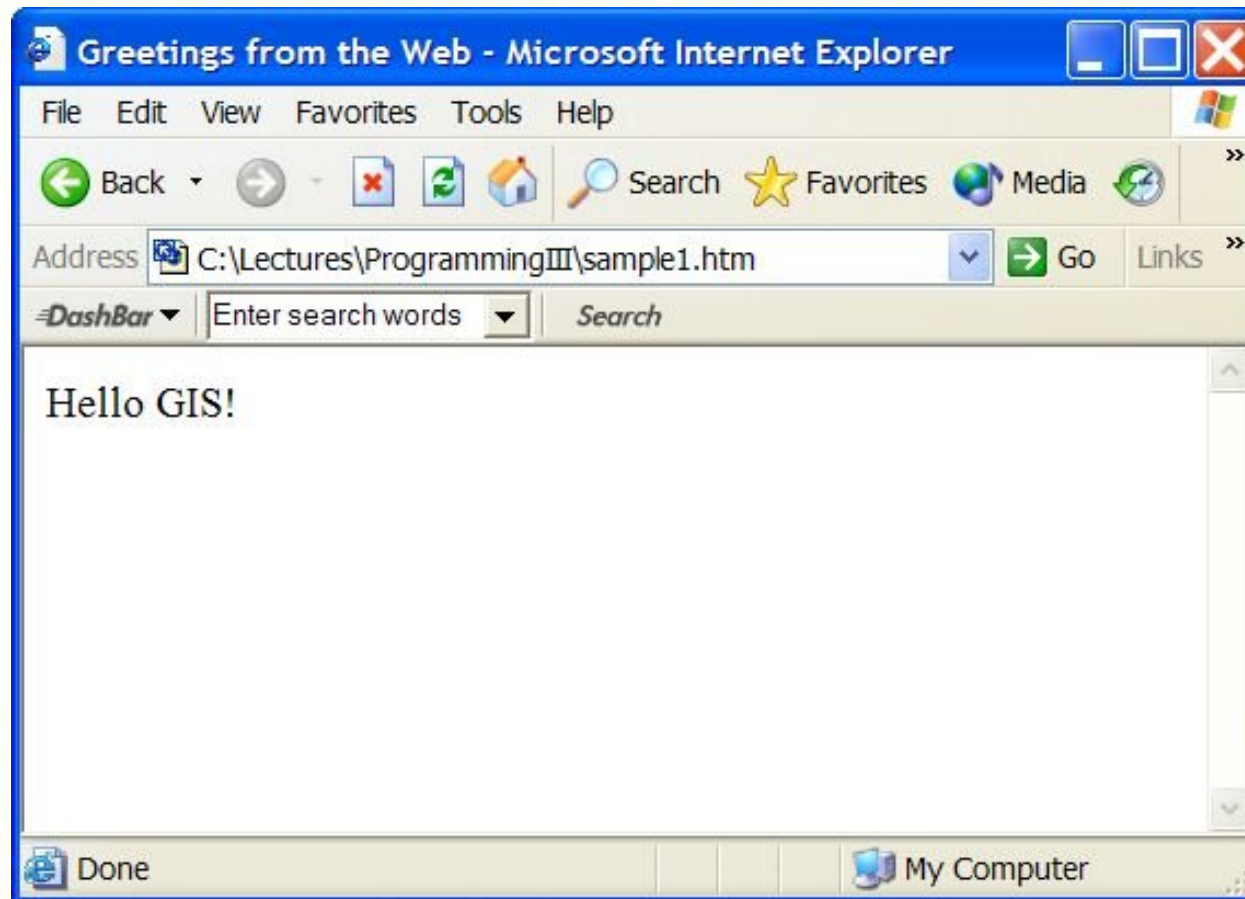 Greetings from the Web - Microsoft Internet Explorer
File Edit View Favorites Tools Help
Back Search Favorites Media »
Address C:\Lectures\ProgrammingⅢ\sample1.htm Go Links »
DashBar Enter search words Search
Hello GIS!
Done My Computer